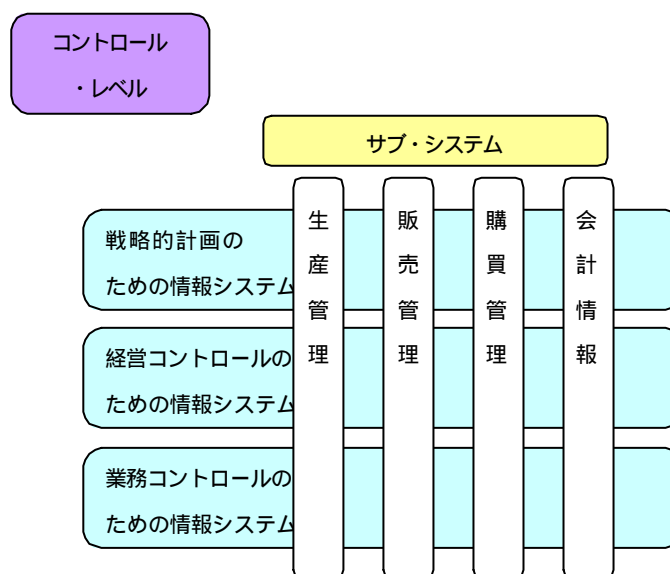 コントロール
・レベル
サブ・システム
戦略的計画の
ための情報システム
経営コントロールの
ための情報システム
業務コントロールの
ための情報システム
生産管理
販売管理
購買管理
会計情報